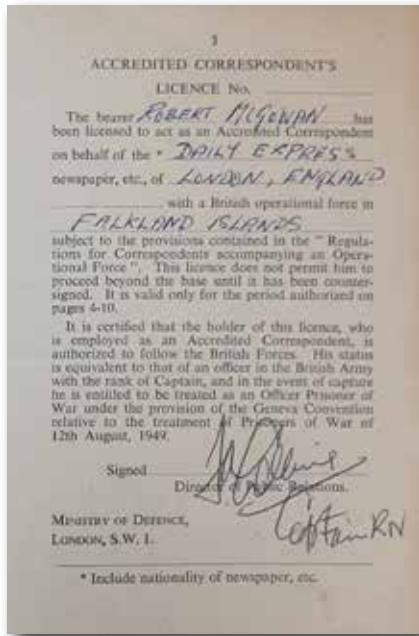 3
ACCREDITED CORRESPONDENT'S
LICENCE No.
The bearer ROBERT McGOWAN has
been licensed to act as an Accredited Correspondent
on behalf of the * DAILY EXPRESS
newspaper, etc., of LONDON, ENGLAND
with a British operational force in
FALKLAND ISLANDS
subject to the provisions contained in the "Regula-
tions for Correspondents accompanying an Opera-
tional Force". This licence does not permit him to
proceed beyond the base until it has been counter-
signed. It is valid only for the period authorized on
pages 4-10.
It is certified that the holder of this licence, who
is employed as an Accredited Correspondent, is
authorized to follow the British Forces. His status
is equivalent to that of an officer in the British Army
with the rank of Captain, and in the event of capture
he is entitled to be treated as an Officer Prisoner of
War under the provision of the Geneva Convention
relative to the treatment of Prisoners of War of
12th August, 1949.
Signed
Director of Public Relations.
Captain RN
MINISTRY OF DEFENCE,
LONDON, S.W. 1.
* Include nationality of newspaper, etc.